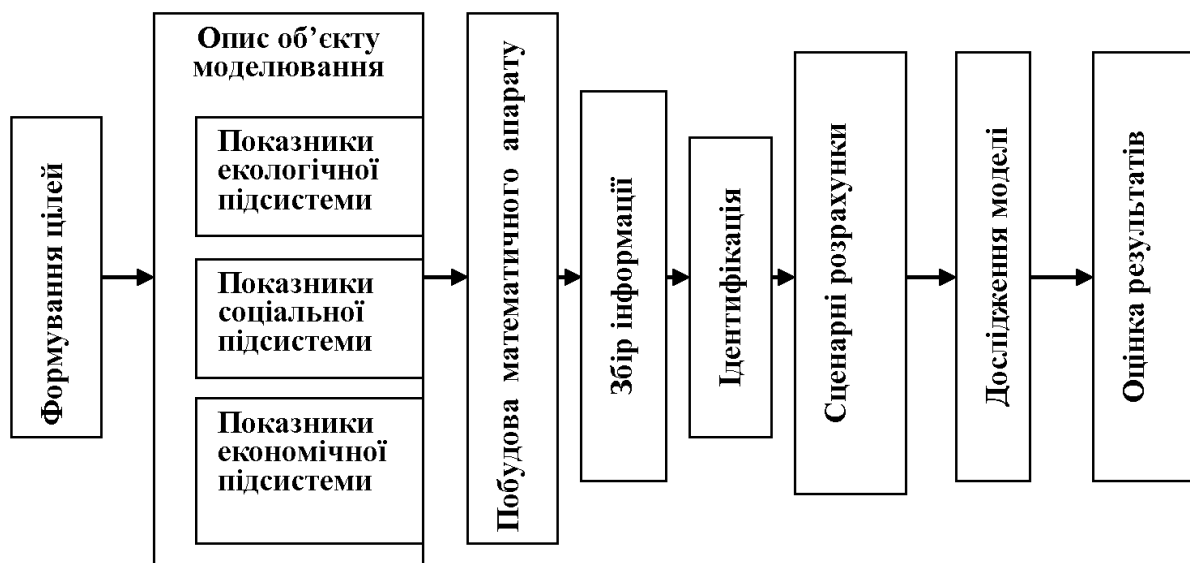 Формування цілей
Опис об’єкту
моделювання
Показники
екологічної
підсистеми
Показники
соціальної
підсистеми
Показники
економічної
підсистеми
Побудова математичного апарату
Збір інформації
Ідентифікація
Сценарні розрахунки
Дослідження моделі
Оцінка результатів